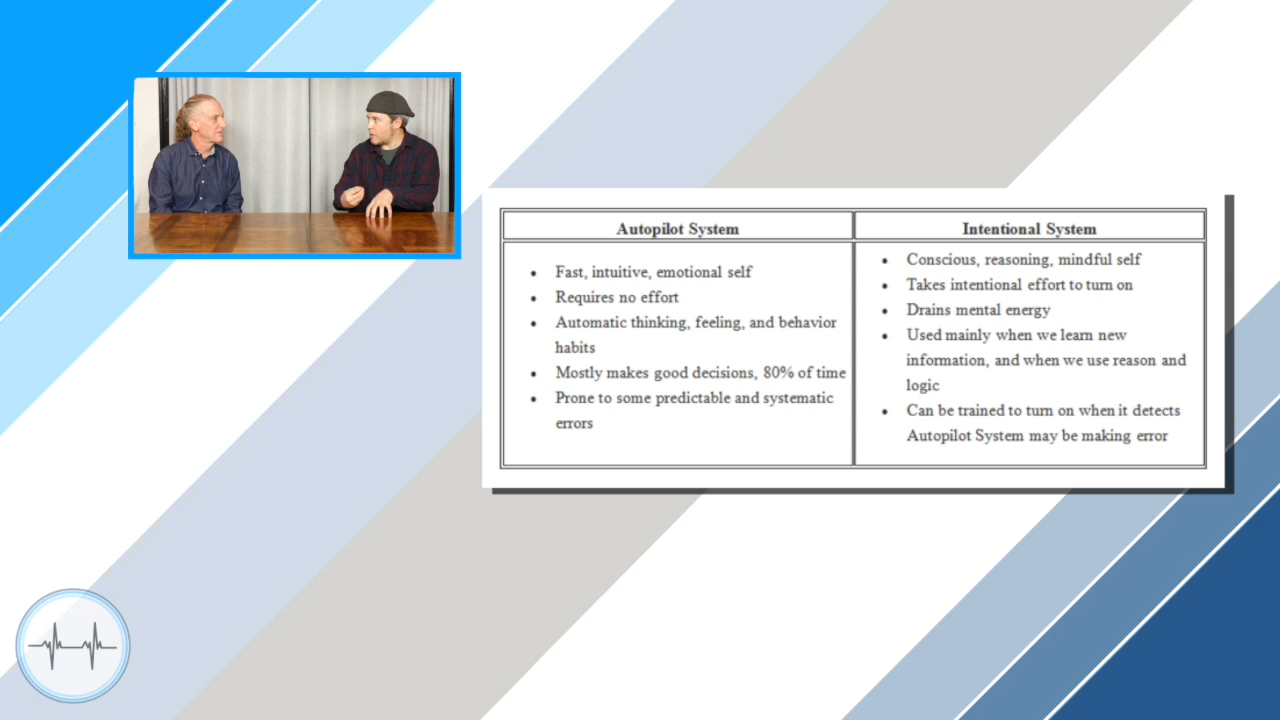 Autopilot System
Fast, intuitive, emotional self
Requires no effort
Automatic thinking, feeling, and behavior
habits
Mostly makes good decisions, 80% of time
Prone to some predictable and systematic
errors
Intentional System
Conscious, reasoning, mindful self
Takes intentional effort to turn on
Drains mental energy
Used mainly when we learn new
information, and when we use reason and
logic
Can be trained to turn on when it detects
Autopilot System may be making error